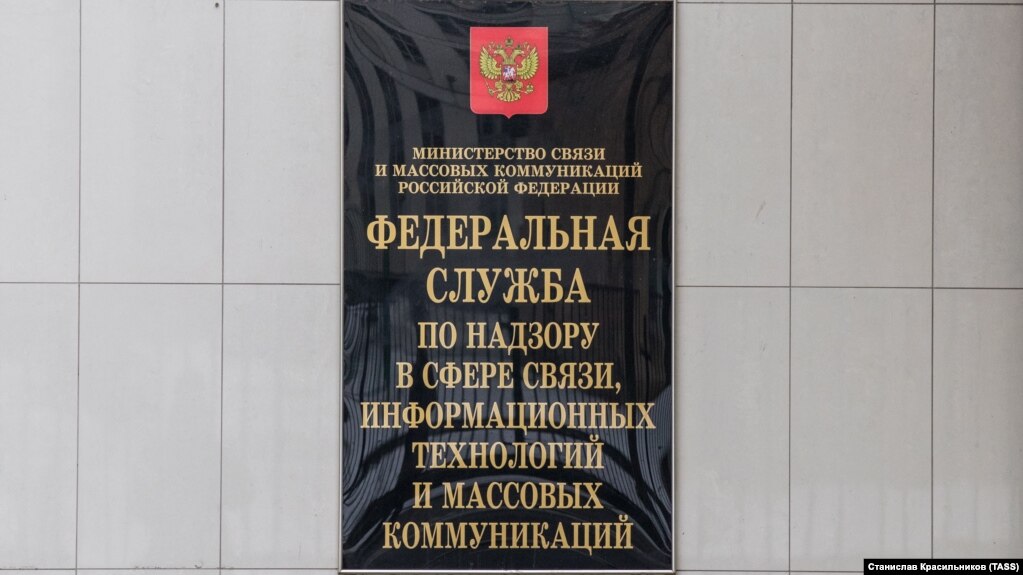 МИНИСТЕРСТВО СВЯЗИ
И МАССОВЫХ КОММУНИКАЦИЙ
РОССИЙСКОЙ ФЕДЕРАЦИИ
ФЕДЕРАЛЬНАЯ
СЛУЖБА
ПО НАДЗОРУ
В СФЕРЕ СВЯЗИ,
ИНФОРМАЦИОННЫХ
ТЕХНОЛОГИЙ
И МАССОВЫХ
КОММУНИКАЦИЙ
Станислав Красильников (TASS)